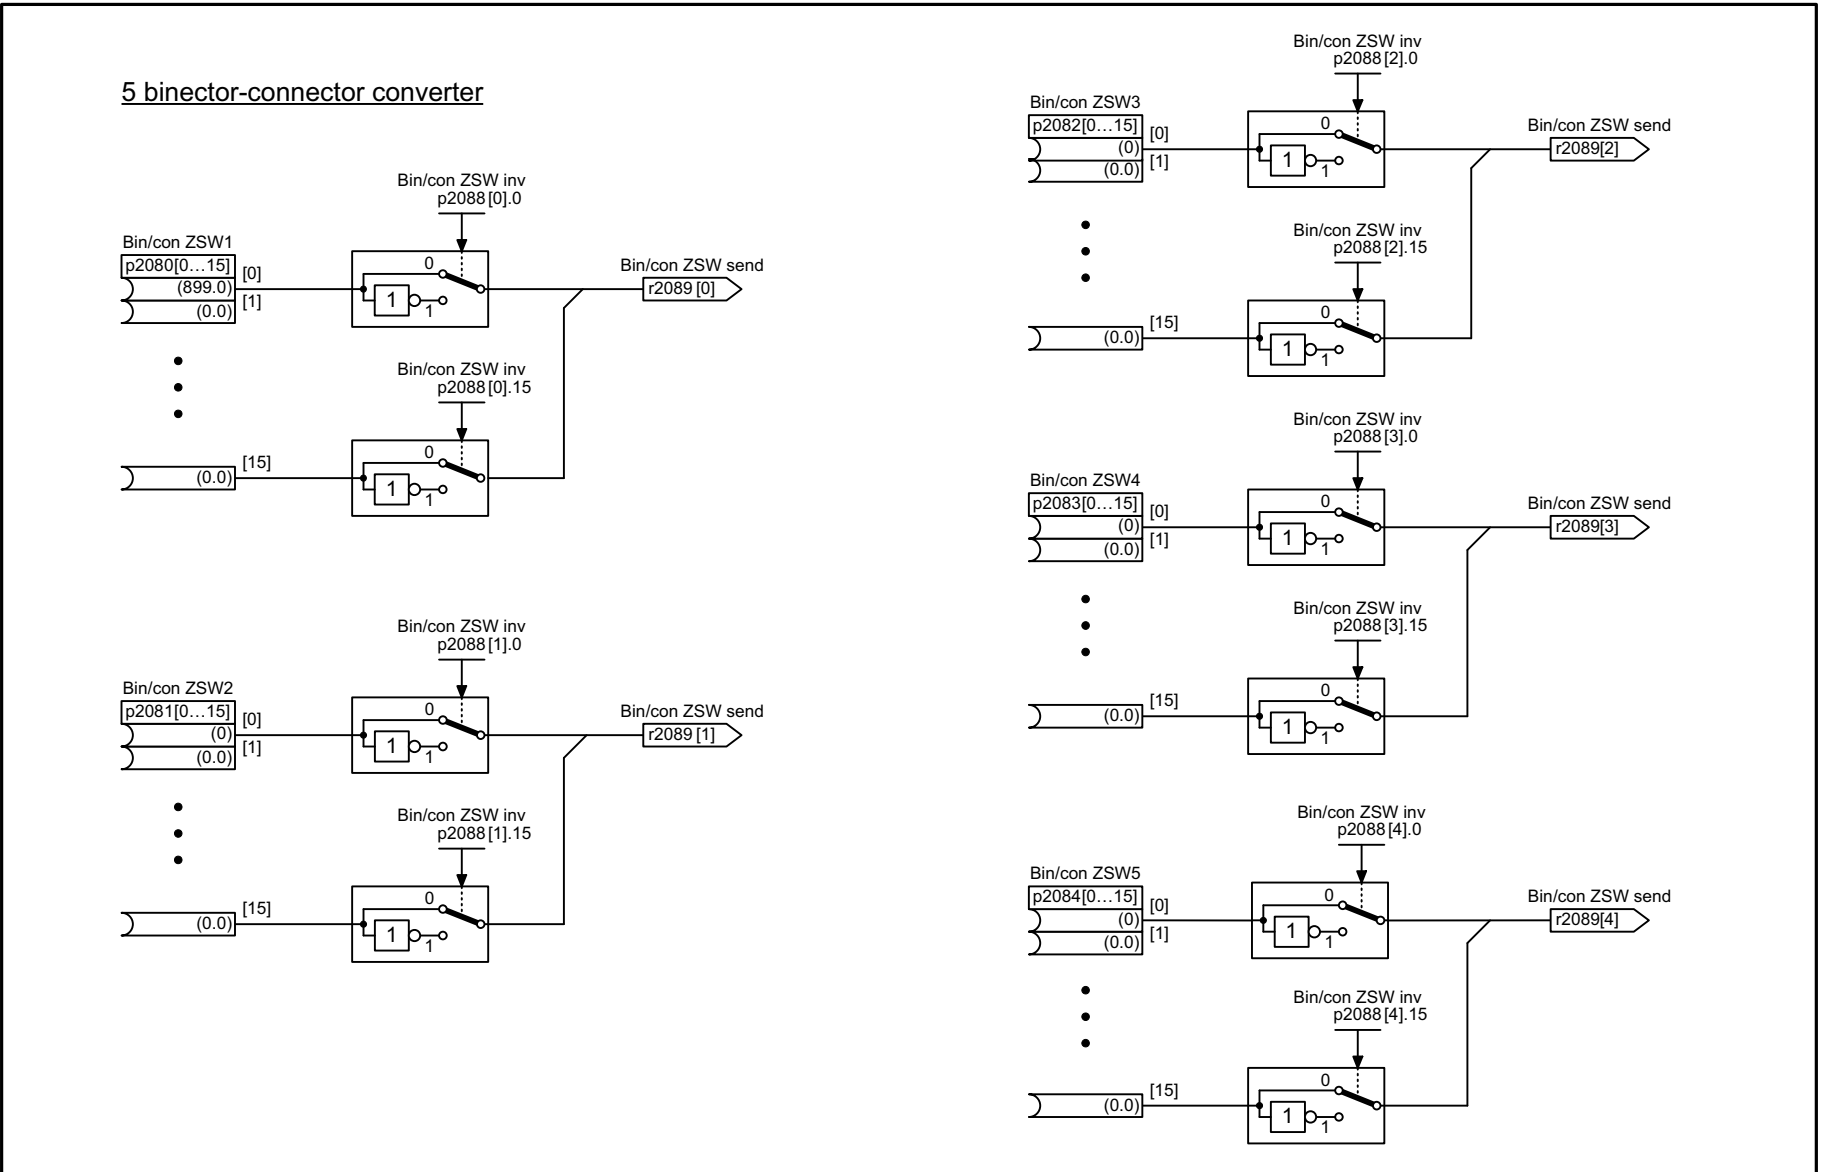 5 binector-connector converter
Bin/con ZSW inv
p2088[0].0
Bin/con ZSW1
p2080[0...15]
[0]
(899.0)
[1]
(0.0)
0
1
1
Bin/con ZSW send
r2089 [0]
Bin/con ZSW inv
p2088[0].15
[15]
(0.0)
0
1
1
Bin/con ZSW inv
p2088[1].0
Bin/con ZSW2
p2081[0...15]
[0]
(0)
[1]
(0.0)
0
1
1
Bin/con ZSW send
r2089 [1]
Bin/con ZSW inv
p2088[1].15
[15]
(0.0)
0
1
1
Bin/con ZSW inv
p2088[2].0
Bin/con ZSW3
p2082[0...15]
[0]
(0)
[1]
(0.0)
0
1
1
Bin/con ZSW send
r2089[2]
Bin/con ZSW inv
p2088[2].15
[15]
(0.0)
0
1
1
Bin/con ZSW inv
p2088[3].0
Bin/con ZSW4
p2083[0...15]
[0]
(0)
[1]
(0.0)
0
1
1
Bin/con ZSW send
r2089[3]
Bin/con ZSW inv
p2088[3].15
[15]
(0.0)
0
1
1
Bin/con ZSW inv
p2088[4].0
Bin/con ZSW5
p2084[0...15]
[0]
(0)
[1]
(0.0)
0
1
1
Bin/con ZSW send
r2089[4]
Bin/con ZSW inv
p2088[4].15
[15]
(0.0)
0
1
1